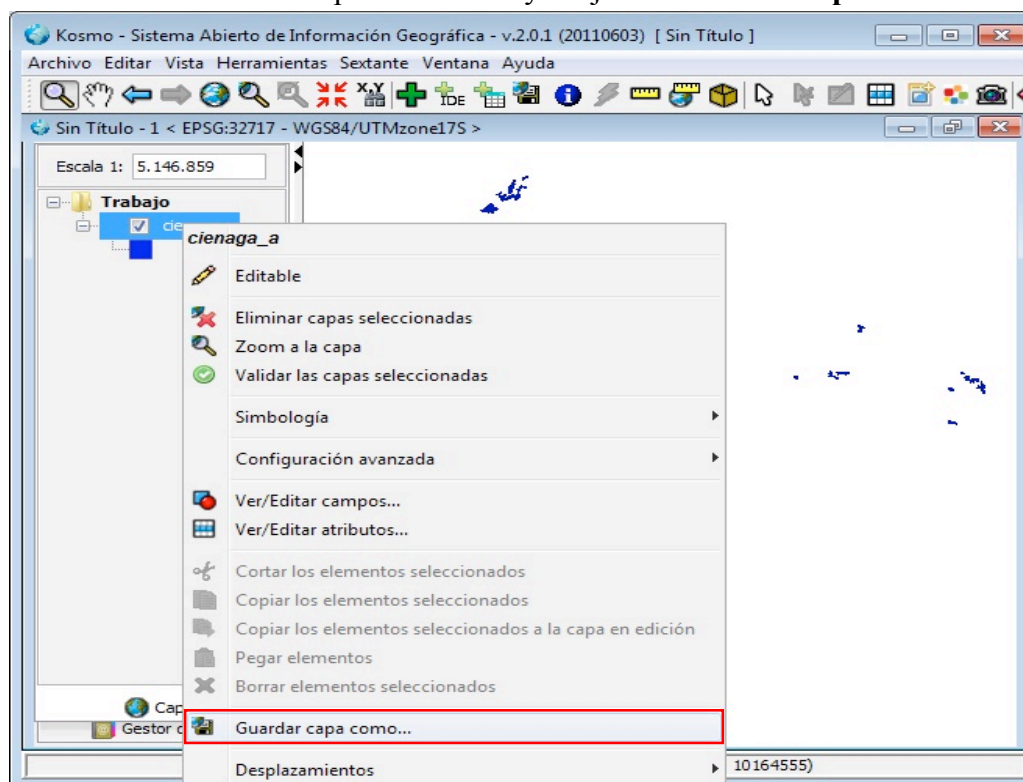 Kosmo - Sistema Abierto de Información Geográfica - v.2.0.1 (20110603) [ Sin Título ]
Archivo Editar Vista Herramientas Sextante Ventana Ayuda
Sin Título - 1 < EPSG:32717 - WGS84/UTMzone17S >
Escala 1: 5.146.859
Trabajo
cienaga_a
Editable
Eliminar capas seleccionadas
Zoom a la capa
Validar las capas seleccionadas
Simbología
Configuración avanzada
Ver/Editar campos...
Ver/Editar atributos...
Cortar los elementos seleccionados
Copiar los elementos seleccionados
Copiar los elementos seleccionados a la capa en edición
Pegar elementos
Borrar elementos seleccionados
Cap
Gestor
Guardar capa como...
Desplazamientos
10164555)